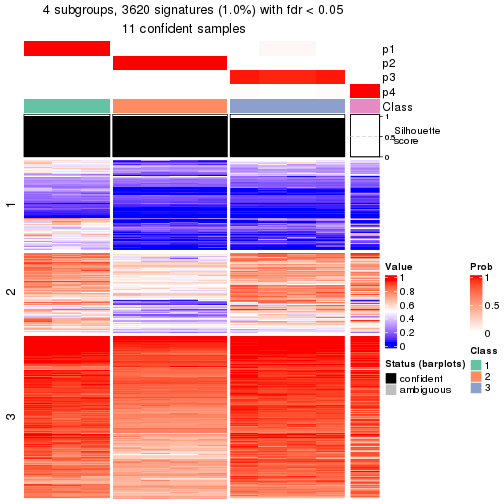 4 subgroups, 3620 signatures (1.0%) with fdr < 0.05
11 confident samples
p1
p2
p3
p4
Class
1
0.5
0
Silhouette
score
1
2
3
Value
1
0.8
0.6
0.4
0.2
0
Prob
1
0.5
0
Status (barplots)
confident
ambiguous
Class
1
2
3